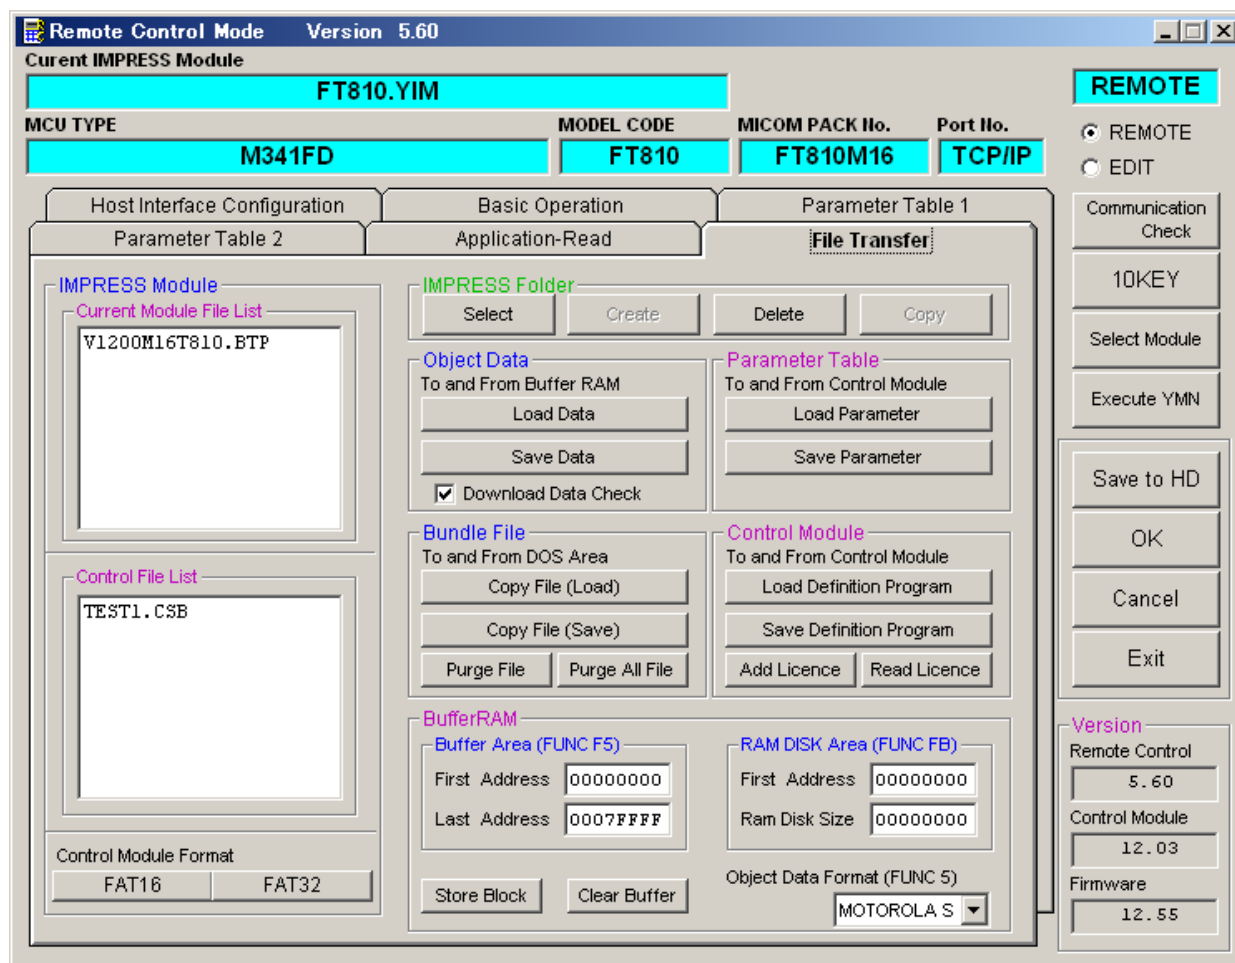 Remote Control Mode Version 5.60
Curent IMPRESS Module
FT810.YIM
REMOTE
MCU TYPE MODEL CODE MICOM PACK No. Port No.
M341FD FT810 FT810M16 TCP/IP
REMOTE
EDIT
Host Interface Configuration Basic Operation Parameter Table 1
Parameter Table 2 Application-Read File Transfer
Communication
Check
10KEY
Select Module
Execute YMN
Save to HD
OK
Cancel
Exit
IMPRESS Module
Current Module File List
V1200M16T810.BTP
Control File List
TEST1.CSB
Control Module Format
FAT16 FAT32
IMPRESS Folder
Select Create Delete Copy
Object Data
To and From Buffer RAM
Load Data
Save Data
Download Data Check
Parameter Table
To and From Control Module
Load Parameter
Save Parameter
Bundle File
To and From DOS Area
Copy File (Load)
Copy File (Save)
Purge File Purge All File
Control Module
To and From Control Module
Load Definition Program
Save Definition Program
Add Licence Read Licence
BufferRAM
Buffer Area (FUNC F5)
First Address 00000000
Last Address 0007FFFF
RAM DISK Area (FUNC FB)
First Address 00000000
Ram Disk Size 00000000
Store Block Clear Buffer
Object Data Format (FUNC 5)
MOTOROLA S
Version
Remote Control
5.60
Control Module
12.03
Firmware
12.55